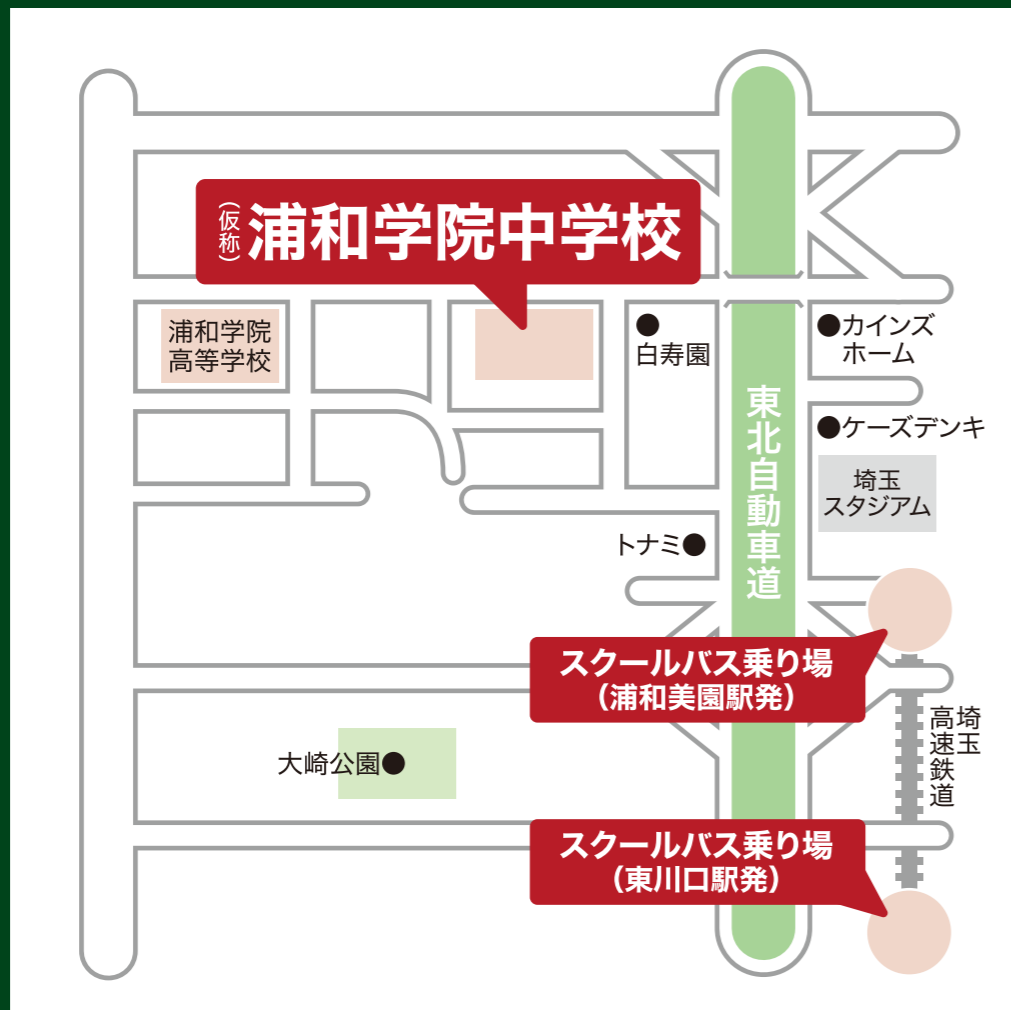 （仮称）浦和学院中学校
浦和学院
高等学校
白寿園
カインズ
ホーム
東北自動車道
ケーズデンキ
埼玉
スタジアム
トナミ
スクールバス乗り場
（浦和美園駅発）
埼玉
高速鉄道
大崎公園
スクールバス乗り場
（東川口駅発）